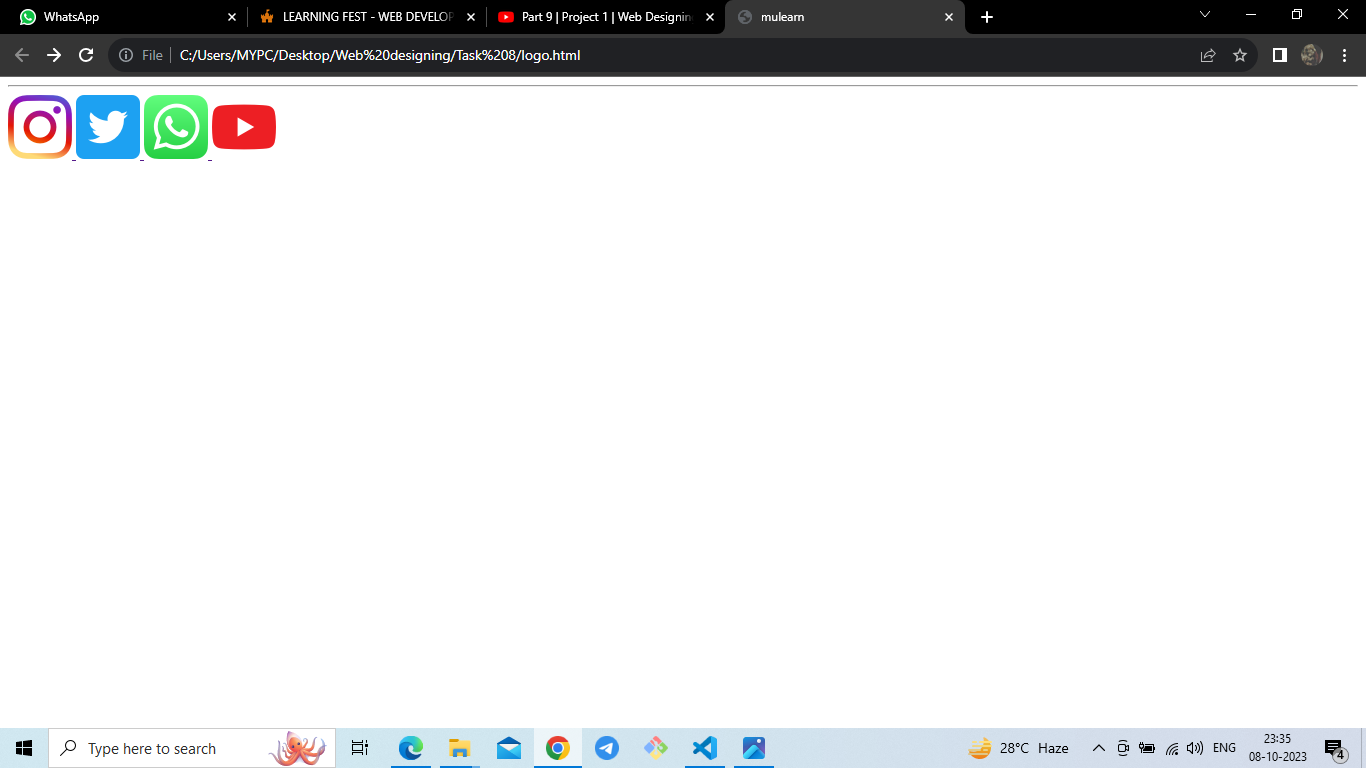 WhatsApp
LEARNING FEST - WEB DEVELOP
Part 9 | Project 1 | Web Designin
mulearn
File
C:/Users/MYPC/Desktop/Web%20designing/Task%208/logo.html
Type here to search
28°C Haze
ENG
23:35
08-10-2023
4